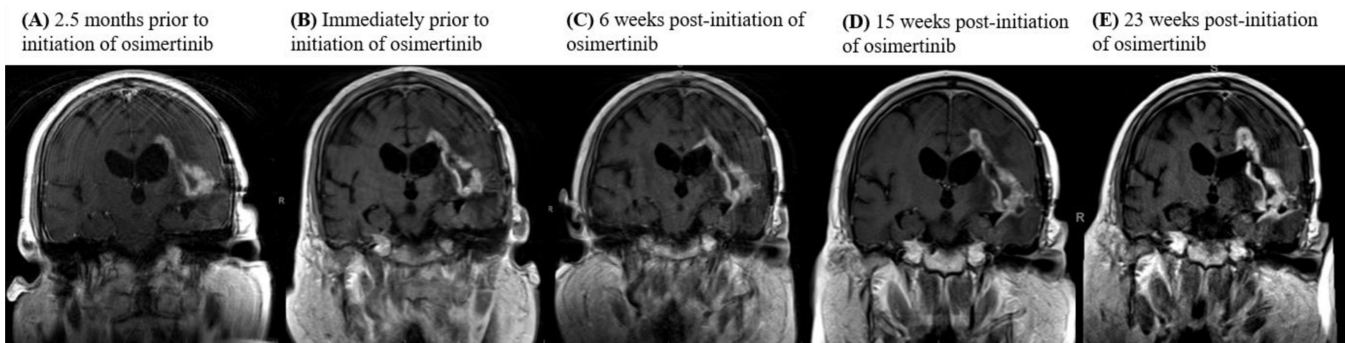 (A) 2.5 months prior to
initiation of osimertinib
(B) Immediately prior to
initiation of osimertinib
(C) 6 weeks post-initiation of
osimertinib
(D) 15 weeks post-initiation
of osimertinib
(E) 23 weeks post-initiation
of osimertinib
R
R
R
S